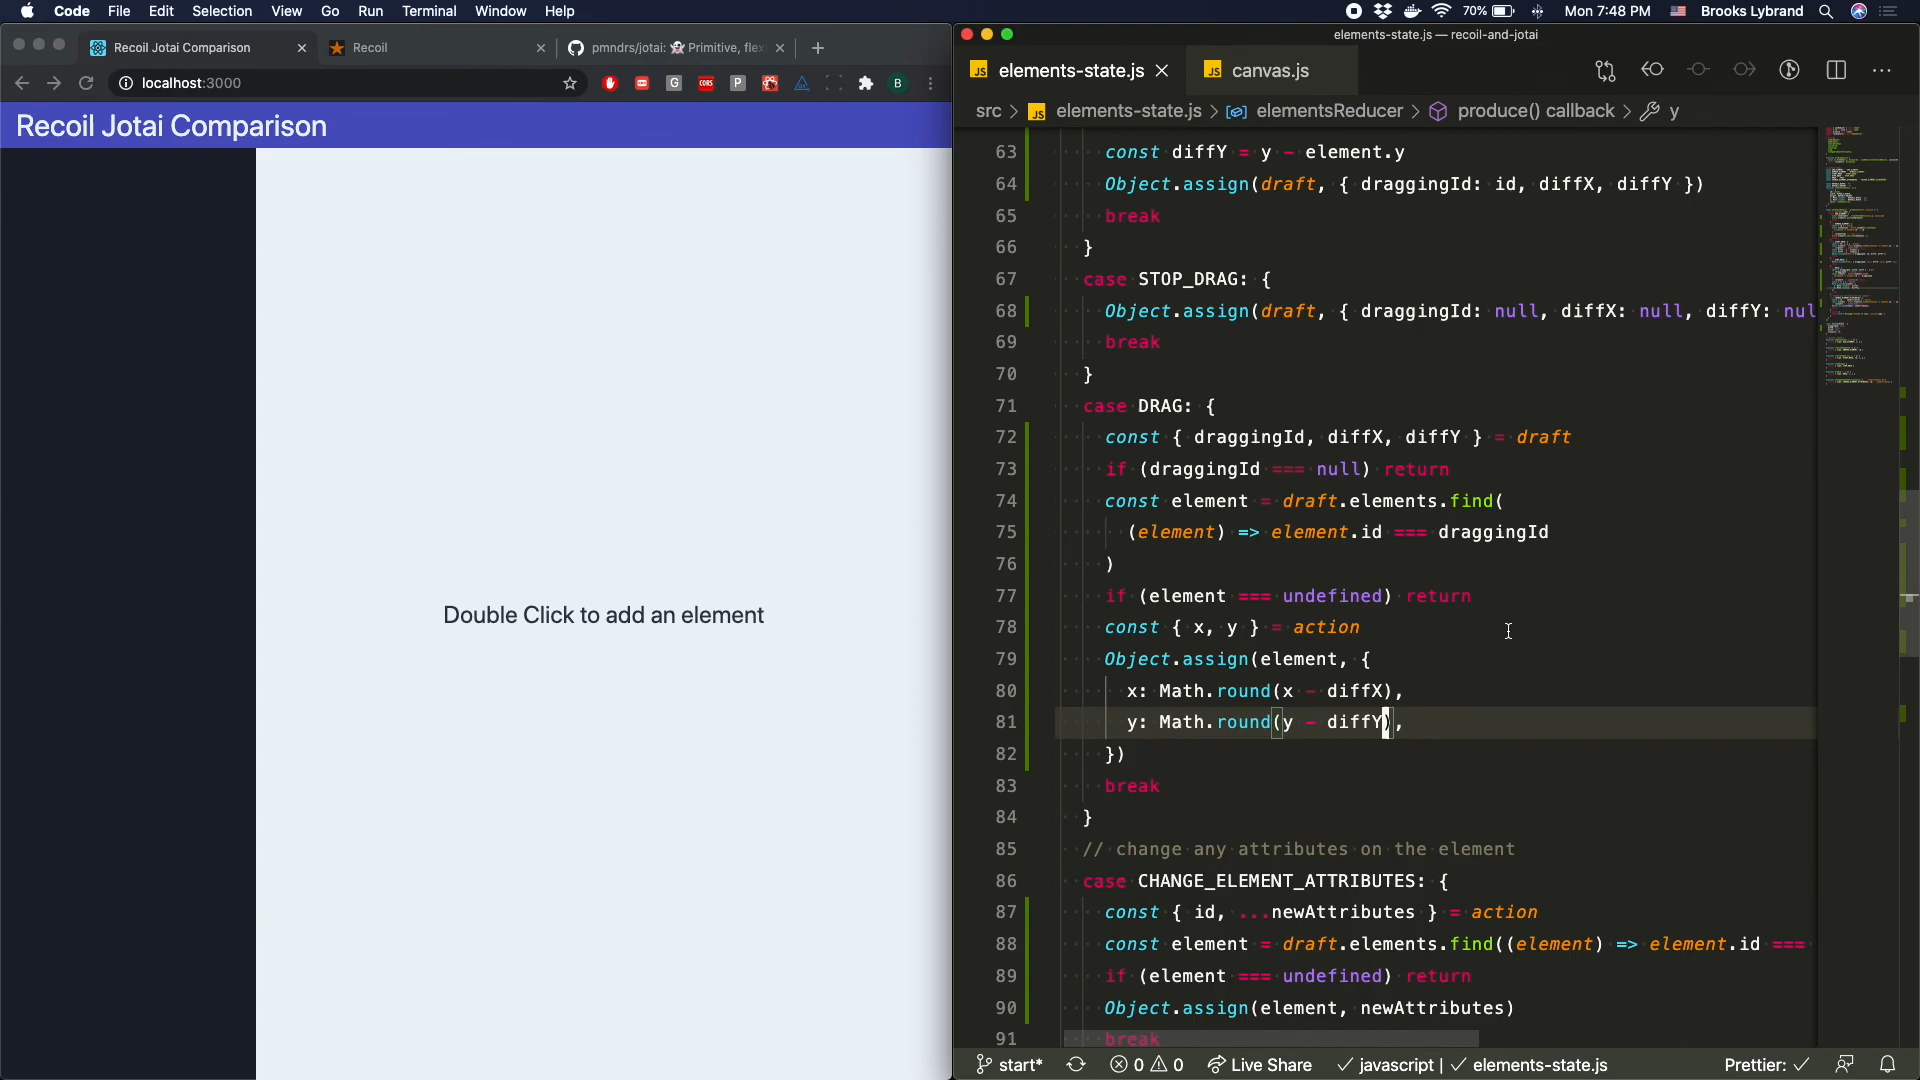 Code File Edit Selection View Go Run Terminal Window Help
70% Mon 7:48 PM Brooks Lybrand
Recoil Jotai Comparison
Recoil
pmndrs/jotai: 👻 Primitive, flex
localhost:3000
B
Recoil Jotai Comparison
Double Click to add an element
elements-state.js — recoil-and-jotai
JS elements-state.js
JS canvas.js
src > JS elements-state.js > elementsReducer > produce() callback > y
63 const diffY = y - element.y
64 Object.assign(draft, { draggingId: id, diffX, diffY })
65 break
66 }
67 case STOP_DRAG: {
68 Object.assign(draft, { draggingId: null, diffX: null, diffY: nul
69 break
70 }
71 case DRAG: {
72 const { draggingId, diffX, diffY } = draft
73 if (draggingId === null) return
74 const element = draft.elements.find(
75 (element) => element.id === draggingId
76 )
77 if (element === undefined) return
78 const { x, y } = action
79 Object.assign(element, {
80 x: Math.round(x - diffX),
81 y: Math.round(y - diffY),
82 })
83 break
84 }
85 // change any attributes on the element
86 case CHANGE_ELEMENT_ATTRIBUTES: {
87 const { id, ...newAttributes } = action
88 const element = draft.elements.find((element) => element.id ===
89 if (element === undefined) return
90 Object.assign(element, newAttributes)
91 break
start* 0 0 Live Share javascript | elements-state.js Prettier: